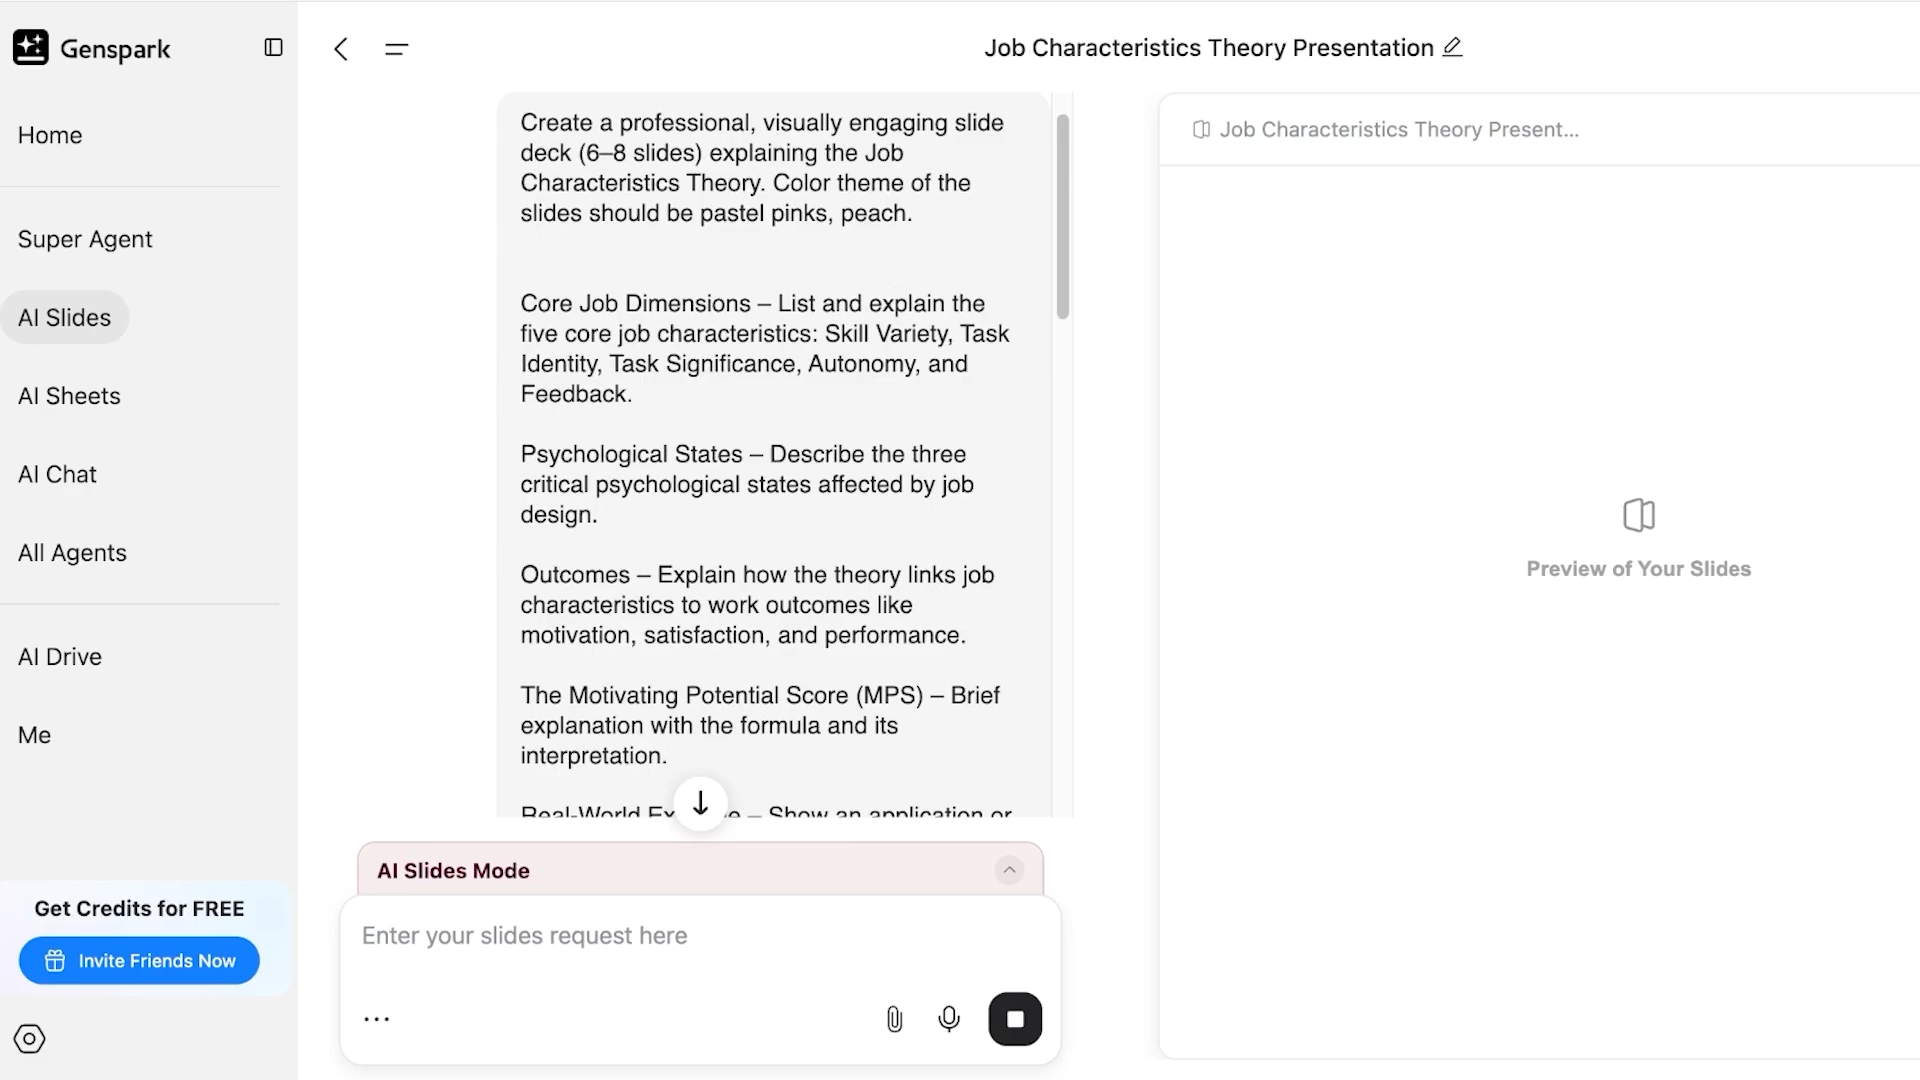 Genspark
Home
Super Agent
AI Slides
AI Sheets
AI Chat
All Agents
AI Drive
Me
Get Credits for FREE
Invite Friends Now
Job Characteristics Theory Presentation
Create a professional, visually engaging slide
deck (6–8 slides) explaining the Job
Characteristics Theory. Color theme of the
slides should be pastel pinks, peach.
Core Job Dimensions – List and explain the
five core job characteristics: Skill Variety, Task
Identity, Task Significance, Autonomy, and
Feedback.
Psychological States – Describe the three
critical psychological states affected by job
design.
Outcomes – Explain how the theory links job
characteristics to work outcomes like
motivation, satisfaction, and performance.
The Motivating Potential Score (MPS) – Brief
explanation with the formula and its
interpretation.
Real-World – Show an application or
AI Slides Mode
Enter your slides request here
Job Characteristics Theory Present...
Preview of Your Slides